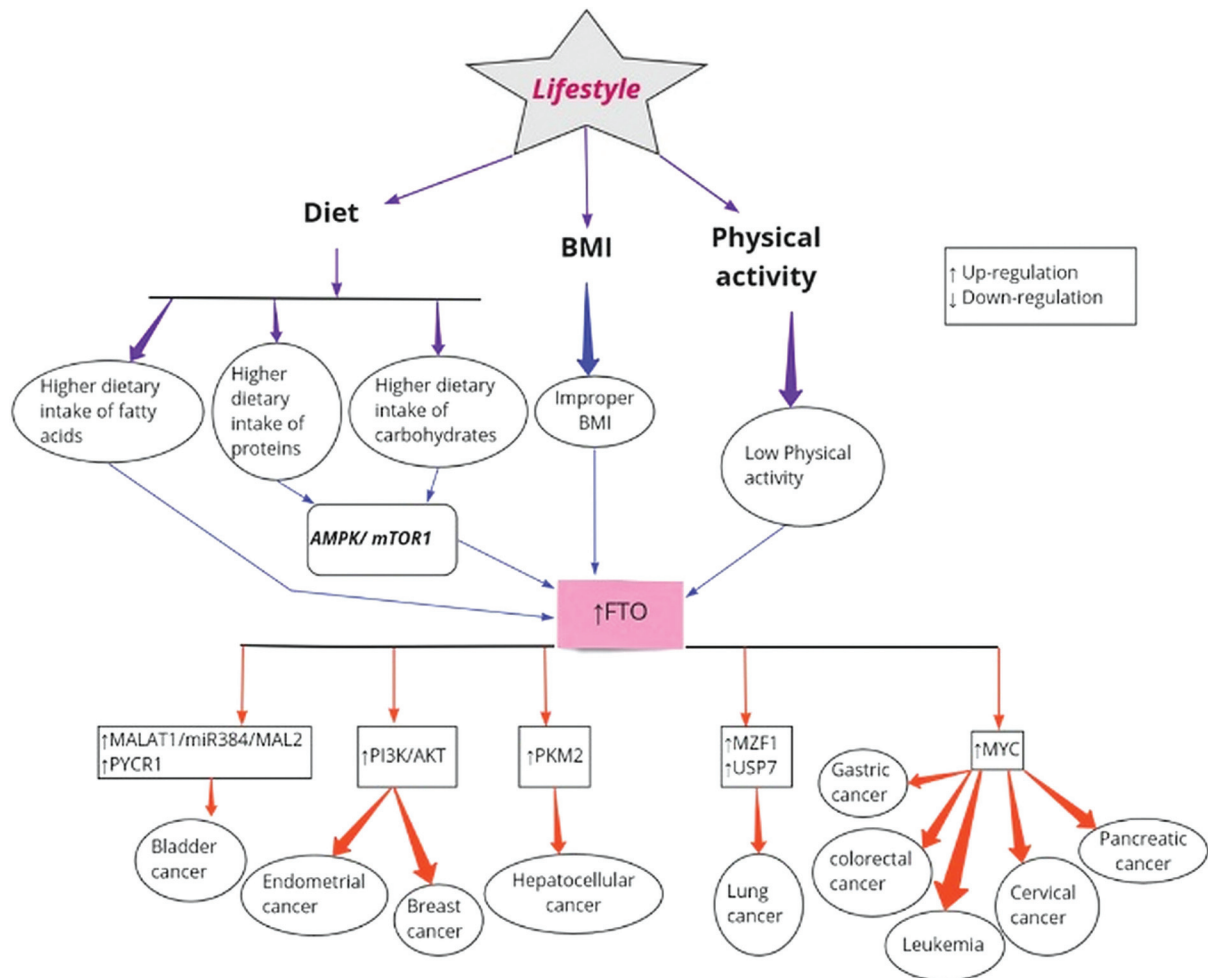 Lifestyle
Diet
BMI
Physical
activity
↑ Up-regulation
↓ Down-regulation
Higher dietary
intake of fatty
acids
Higher
dietary
intake of
proteins
Higher dietary
intake of
carbohydrates
Improper
BMI
Low Physical
activity
AMPK/ mTOR1
↑FTO
↑MALAT1/miR384/MAL2
↑PYCR1
↑PI3K/AKT
↑PKM2
↑MZF1
↑USP7
↑MYC
Bladder
cancer
Endometrial
cancer
Breast
cancer
Hepatocellular
cancer
Lung
cancer
Gastric
cancer
colorectal
cancer
Leukemia
Cervical
cancer
Pancreatic
cancer